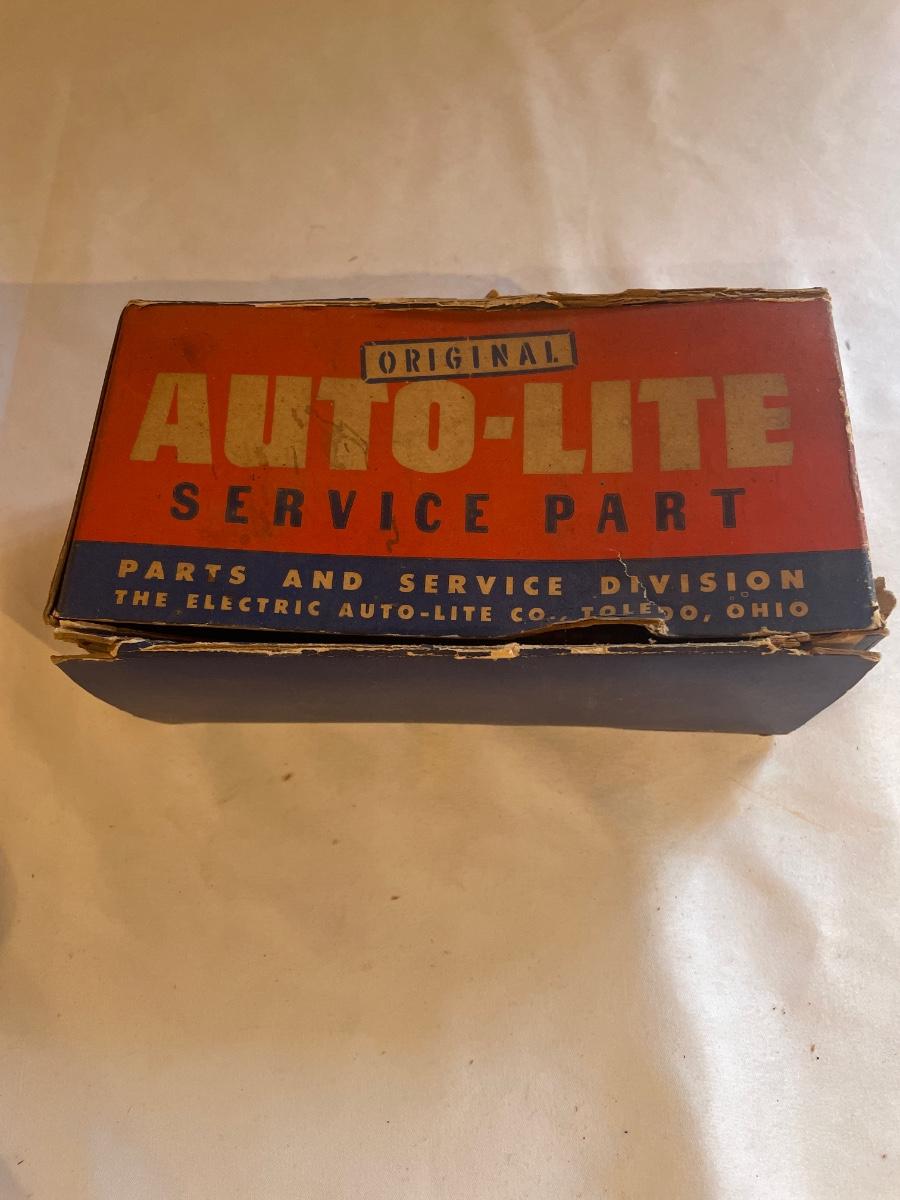 ORIGINAL
AUTO-LITE
SERVICE PART
PARTS AND SERVICE DIVISION
THE ELECTRIC AUTO-LITE CO., TOLEDO, OHIO